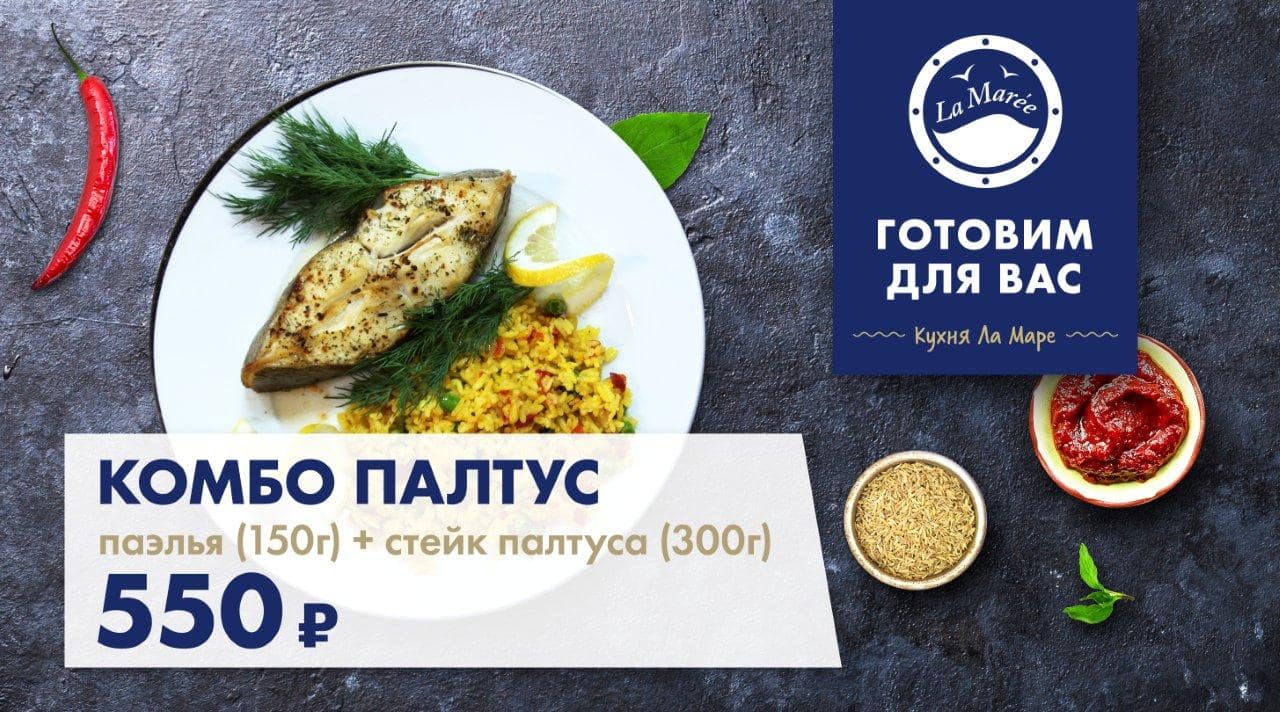 La Marée
ГОТОВИМ
ДЛЯ ВАС
Кухня Ла Маре
КОМБО ПАЛТУС
паэлья (150г) + стейк палтуса (300г)
550 ₽